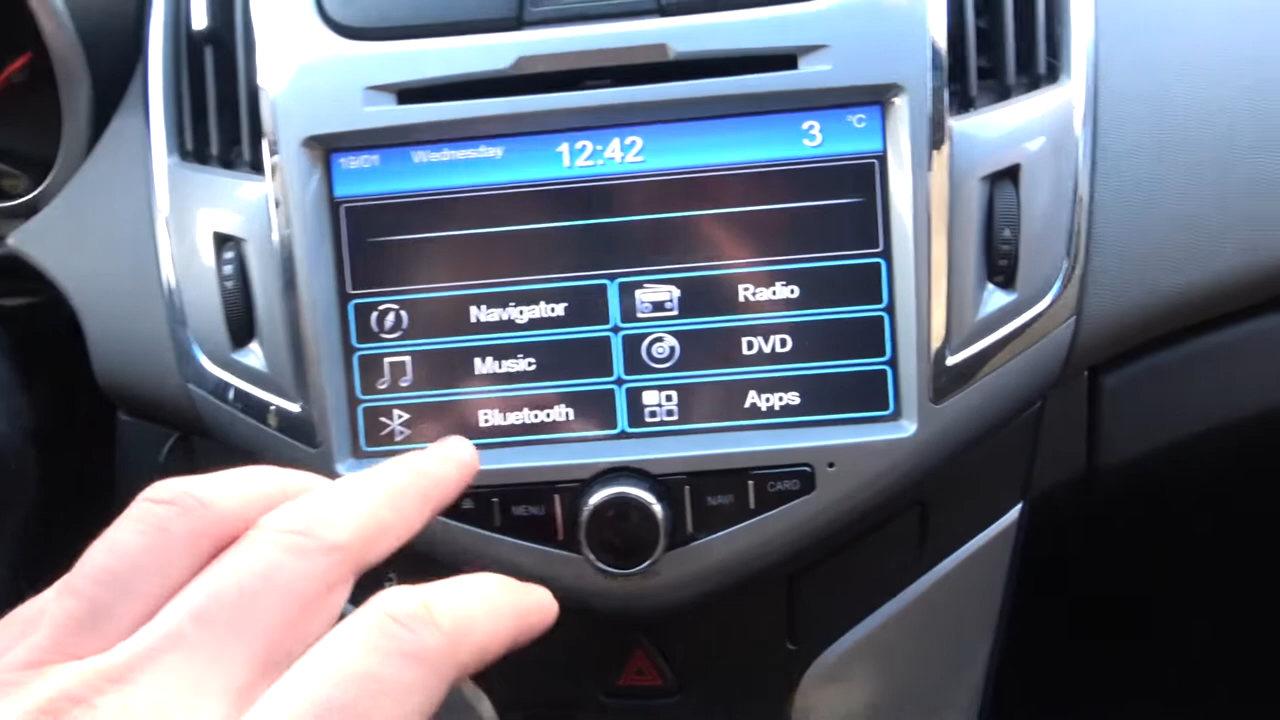 19/01 Wednesday 12:42 3 °C
Navigator Radio
Music DVD
Bluetooth Apps
MENU NAVI CARD